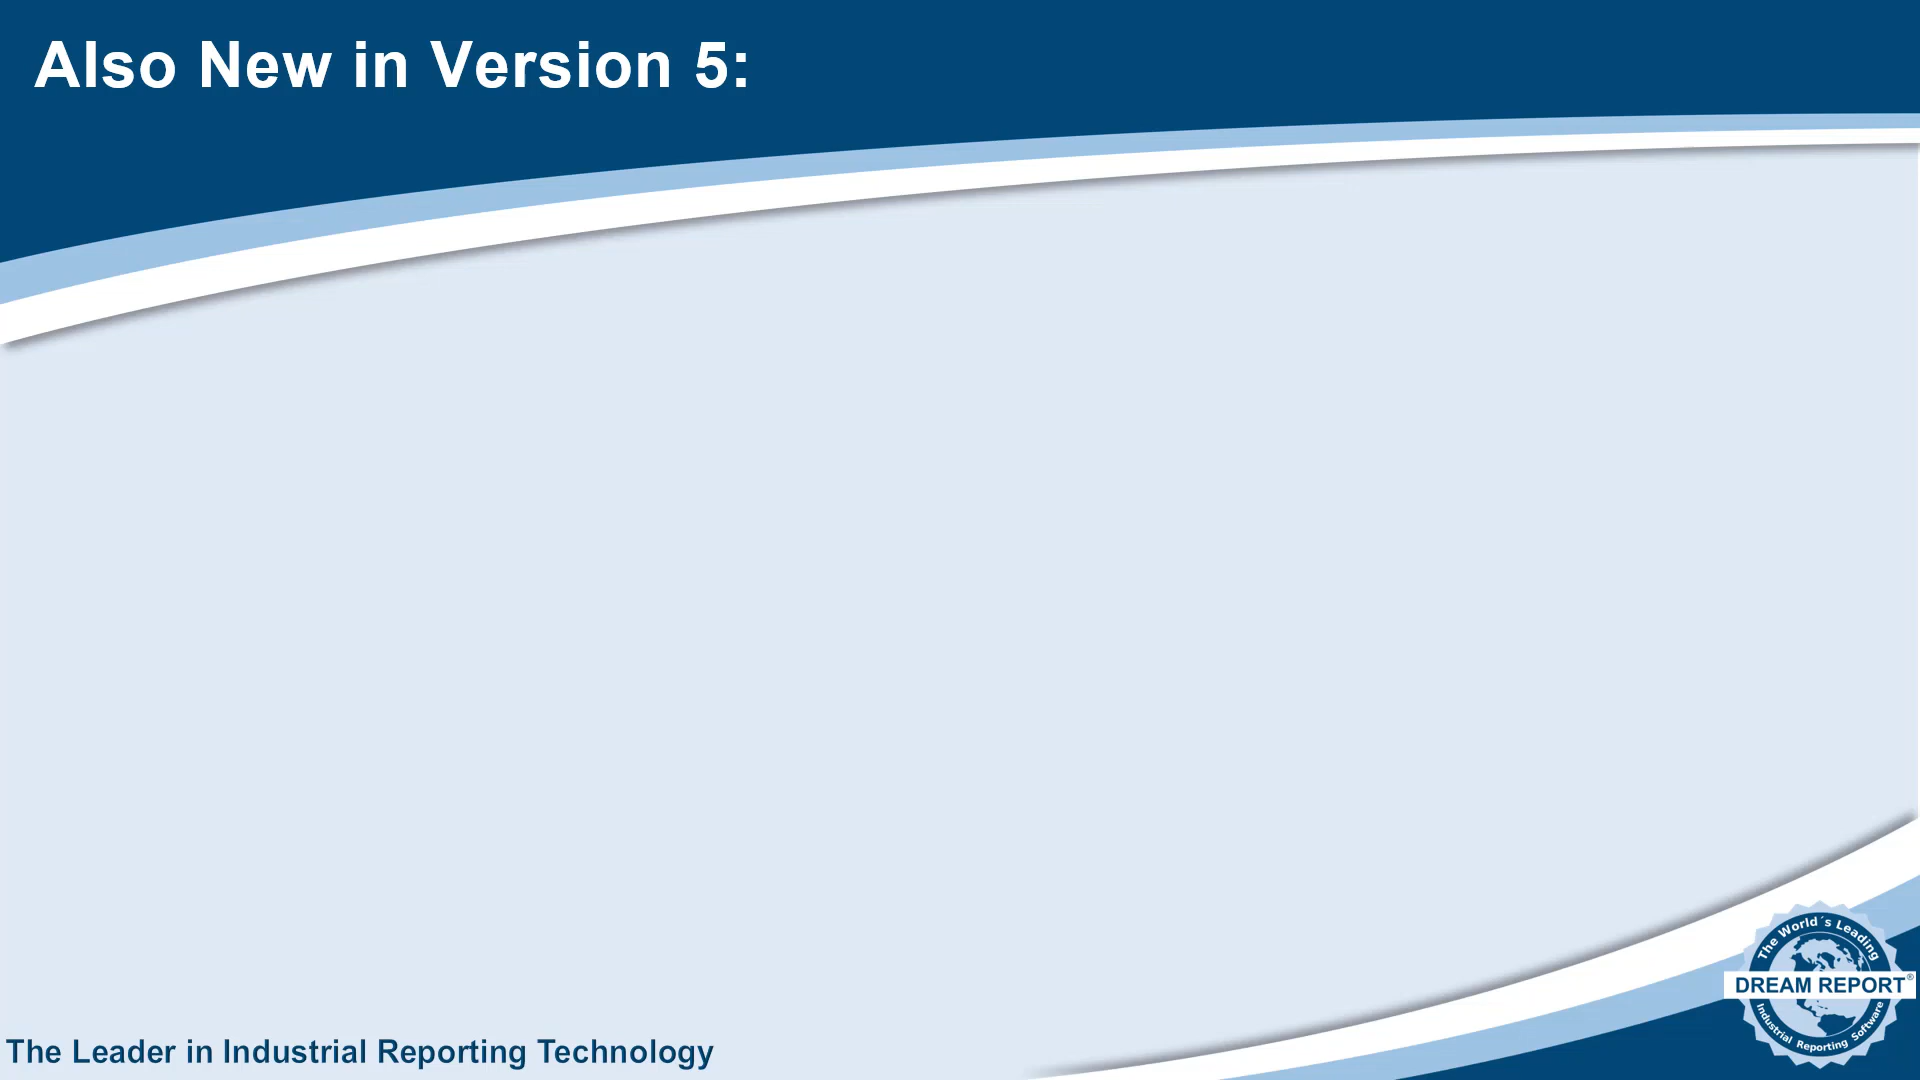 Also New in Version 5:
The World´s Leading
DREAM REPORT®
Industrial Reporting Software
The Leader in Industrial Reporting Technology